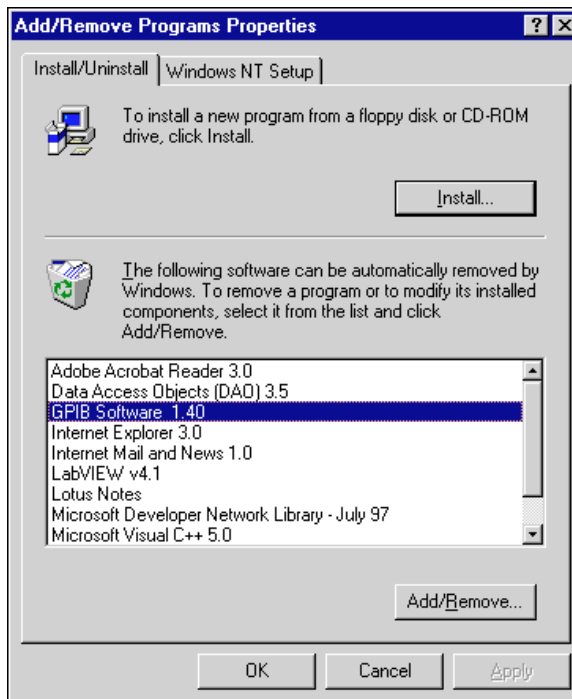 Add/Remove Programs Properties
Install/Uninstall
Windows NT Setup
To install a new program from a floppy disk or CD-ROM
drive, click Install.
Install...
The following software can be automatically removed by
Windows. To remove a program or to modify its installed
components, select it from the list and click
Add/Remove.
Adobe Acrobat Reader 3.0
Data Access Objects (DAO) 3.5
GPIB Software 1.40
Internet Explorer 3.0
Internet Mail and News 1.0
LabVIEW v4.1
Lotus Notes
Microsoft Developer Network Library - July 97
Microsoft Visual C++ 5.0
Add/Remove...
OK
Cancel
Apply